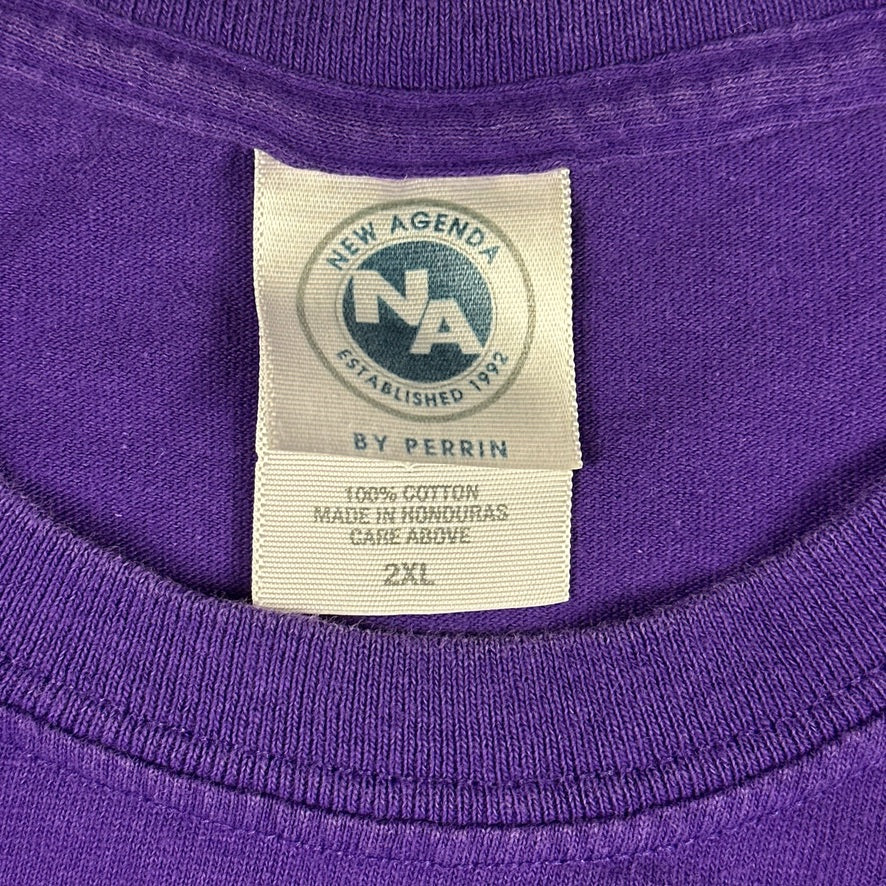 NEW AGENDA
NA
ESTABLISHED 1992
BY PERRIN
100% COTTON
MADE IN HONDURAS
CARE ABOVE
2XL